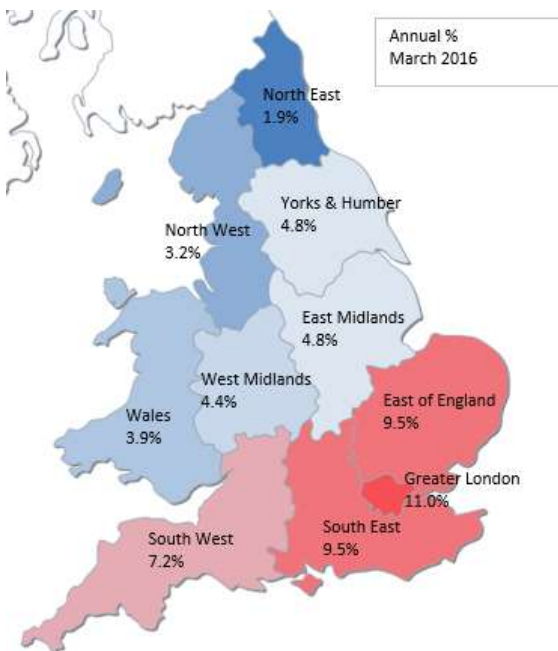 Annual %
March 2016
North East
1.9%
Yorks & Humber
4.8%
North West
3.2%
East Midlands
4.8%
West Midlands
4.4%
East of England
9.5%
Wales
3.9%
Greater London
11.0%
South East
9.5%
South West
7.2%